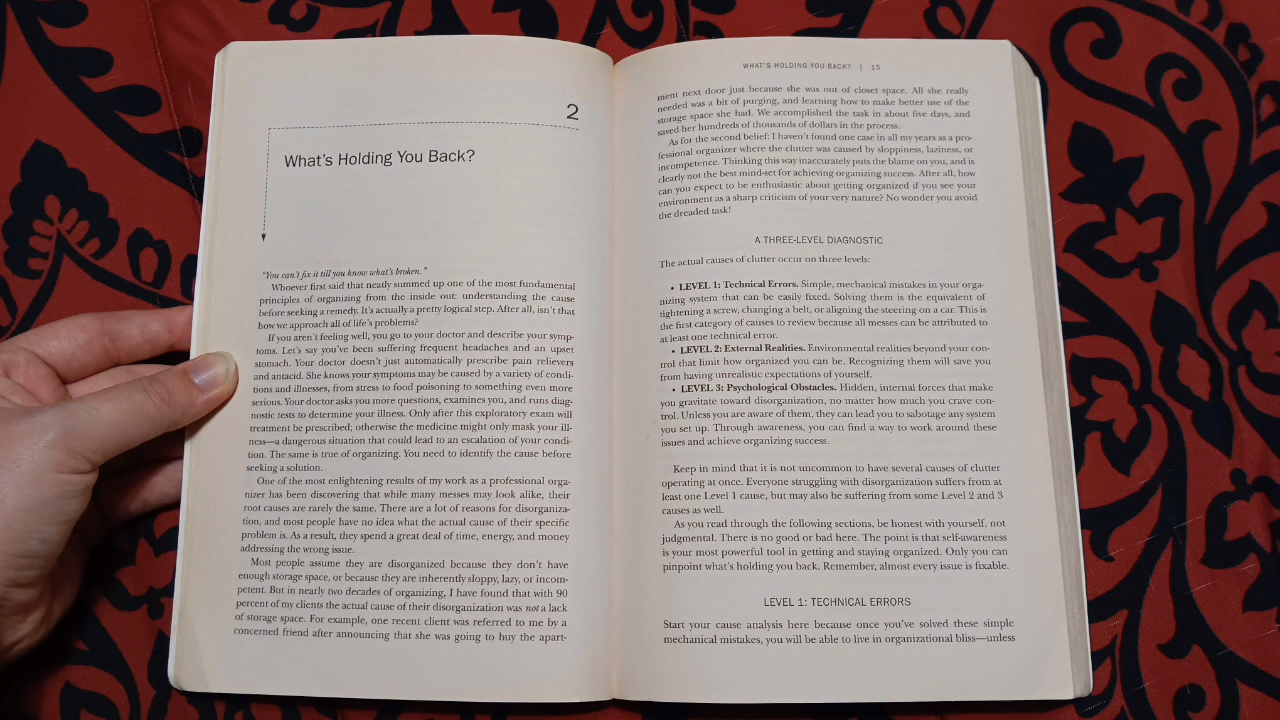 2
What's Holding You Back?
"You can't fix it till you know what's broken."
Whoever first said that neatly summed up one of the most fundamental
principles of organizing from the inside out: understanding the cause
before seeking a remedy. It's actually a pretty logical step. After all, isn't that
how we approach all of life's problems?
If you aren't feeling well, you go to your doctor and describe your symp-
toms. Let's say you've been suffering frequent headaches and an upset
stomach. Your doctor doesn't just automatically prescribe pain relievers
and antacid. She knows your symptoms may be caused by a variety of condi-
tions and illnesses, from stress to food poisoning to something even more
serious. Your doctor asks you more questions, examines you, and runs diag-
nostic tests to determine your illness. Only after this exploratory exam will
treatment be prescribed; otherwise the medicine might only mask your ill-
ness—a dangerous situation that could lead to an escalation of your condi-
tion. The same is true of organizing. You need to identify the cause before
seeking a solution.
One of the most enlightening results of my work as a professional orga-
nizer has been discovering that while many messes may look alike, their
root causes are rarely the same. There are a lot of reasons for disorganiza-
tion, and most people have no idea what the actual cause of their specific
problem is. As a result, they spend a great deal of time, energy, and money
addressing the wrong issue.
Most people assume they are disorganized because they don't have
enough storage space, or because they are inherently sloppy, lazy, or incom-
petent. But in nearly two decades of organizing, I have found that with 90
percent of my clients the actual cause of their disorganization was not a lack
of storage space. For example, one recent client was referred to me by a
concerned friend after announcing that she was going to buy the apart-
WHAT'S HOLDING YOU BACK? | 15
ment next door just because she was out of closet space. All she really
needed was a bit of purging, and learning how to make better use of the
storage space she had. We accomplished the task in about five days, and
saved her hundreds of thousands of dollars in the process.
As for the second belief: I haven't found one case in all my years as a pro-
fessional organizer where the clutter was caused by sloppiness, laziness, or
incompetence. Thinking this way inaccurately puts the blame on you, and is
clearly not the best mind-set for achieving organizing success. After all, how
can you expect to be enthusiastic about getting organized if you see your
environment as a sharp criticism of your very nature? No wonder you avoid
the dreaded task!
A THREE-LEVEL DIAGNOSTIC
The actual causes of clutter occur on three levels:
• LEVEL 1: Technical Errors. Simple, mechanical mistakes in your orga-
nizing system that can be easily fixed. Solving them is the equivalent of
tightening a screw, changing a belt, or aligning the steering on a car. This is
the first category of causes to review because all messes can be attributed to
at least one technical error.
• LEVEL 2: External Realities. Environmental realities beyond your con-
trol that limit how organized you can be. Recognizing them will save you
from having unrealistic expectations of yourself.
• LEVEL 3: Psychological Obstacles. Hidden, internal forces that make
you gravitate toward disorganization, no matter how much you crave con-
trol. Unless you are aware of them, they can lead you to sabotage any system
you set up. Through awareness, you can find a way to work around these
issues and achieve organizing success.
Keep in mind that it is not uncommon to have several causes of clutter
operating at once. Everyone struggling with disorganization suffers from at
least one Level 1 cause, but may also be suffering from some Level 2 and 3
causes as well.
As you read through the following sections, be honest with yourself, not
judgmental. There is no good or bad here. The point is that self-awareness
is your most powerful tool in getting and staying organized. Only you can
pinpoint what's holding you back. Remember, almost every issue is fixable.
LEVEL 1: TECHNICAL ERRORS
Start your cause analysis here because once you've solved these simple
mechanical mistakes, you will be able to live in organizational bliss—unless